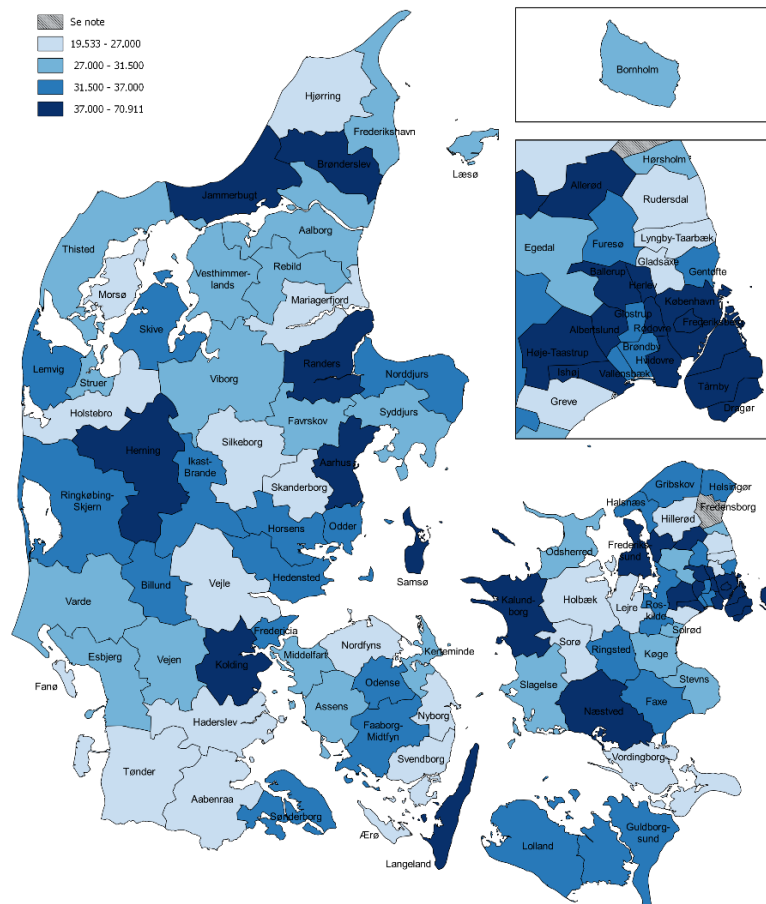 Se note
19.533 - 27.000
27.000 - 31.500
31.500 - 37.000
37.000 - 70.911
Bornholm
Hjørring
Frederikshavn
Brønderslev
Læsø
Jammerbugt
Aalborg
Thisted
Vesthimmer-
lands
Rebild
Morsø
Mariagerfjord
Skive
Lemvig
Struer
Viborg
Randers
Norddjurs
Holstebro
Favrskov
Syddjurs
Silkeborg
Herning
Ikast-
Brande
Aarhus
Skanderborg
Ringkøbing-
Skjern
Horsens
Odder
Hedensted
Samsø
Billund
Vejle
Varde
Fredericia
Esbjerg
Vejen
Kolding
Middelfart
Nordfyns
Kerteminde
Fanø
Odense
Assens
Haderslev
Faaborg-
Midtfyn
Nyborg
Svendborg
Tønder
Aabenraa
Sønderborg
Ærø
Langeland
Hørsholm
Allerød
Rudersdal
Egedal
Furesø
Lyngby-Taarbæk
Gladsaxe
Gentofte
Ballerup
Herlev
København
Glostrup
Rødovre
Frederiksberg
Albertslund
Høje-Taastrup
Brøndby
Hvidovre
Ishøj
Vallensbæk
Tårnby
Dragør
Greve
Gribskov
Helsingør
Halsnæs
Fredensborg
Hillerød
Odsherred
Frederiks-
sund
Kalund-
borg
Holbæk
Lejre
Ros-
kilde
Solrød
Sorø
Ringsted
Køge
Stevns
Slagelse
Næstved
Faxe
Vordingborg
Guldborg-
sund
Lolland